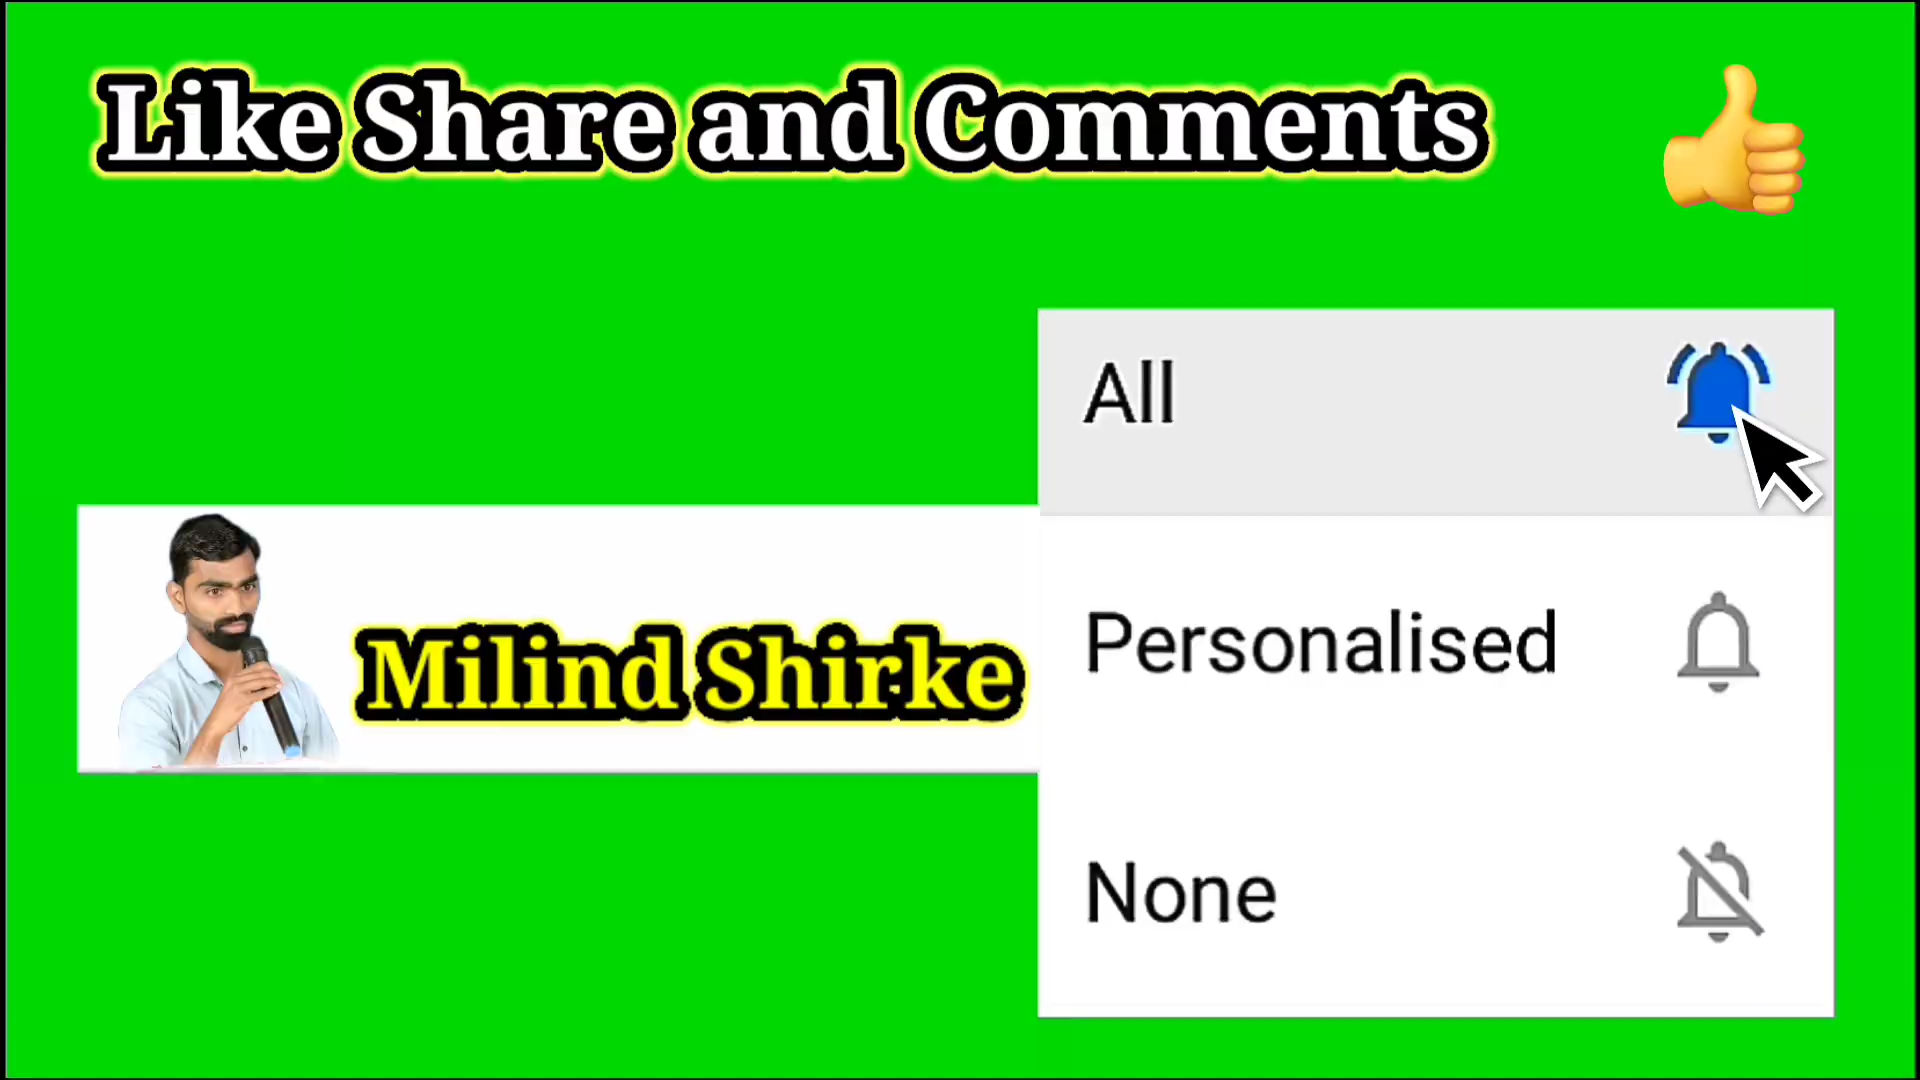 Like Share and Comments
All
Milind Shirke
Personalised
None